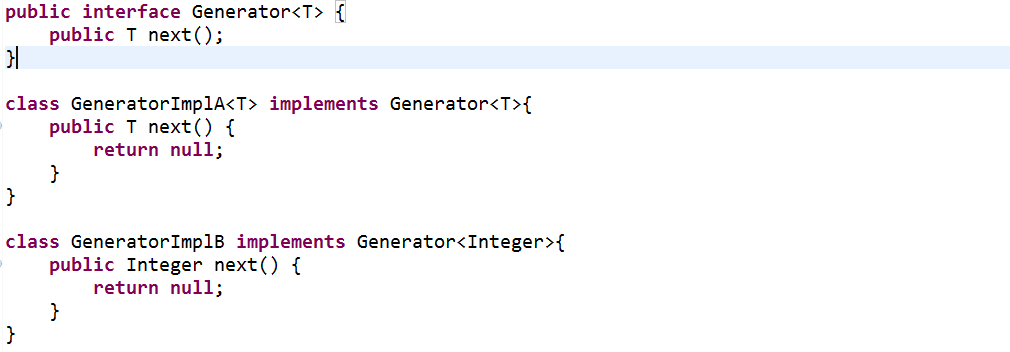 public interface Generator<T> {
    public T next();
}
class GeneratorImplA<T> implements Generator<T>{
    public T next() {
        return null;
    }
}
class GeneratorImplB implements Generator<Integer>{
    public Integer next() {
        return null;
    }
}